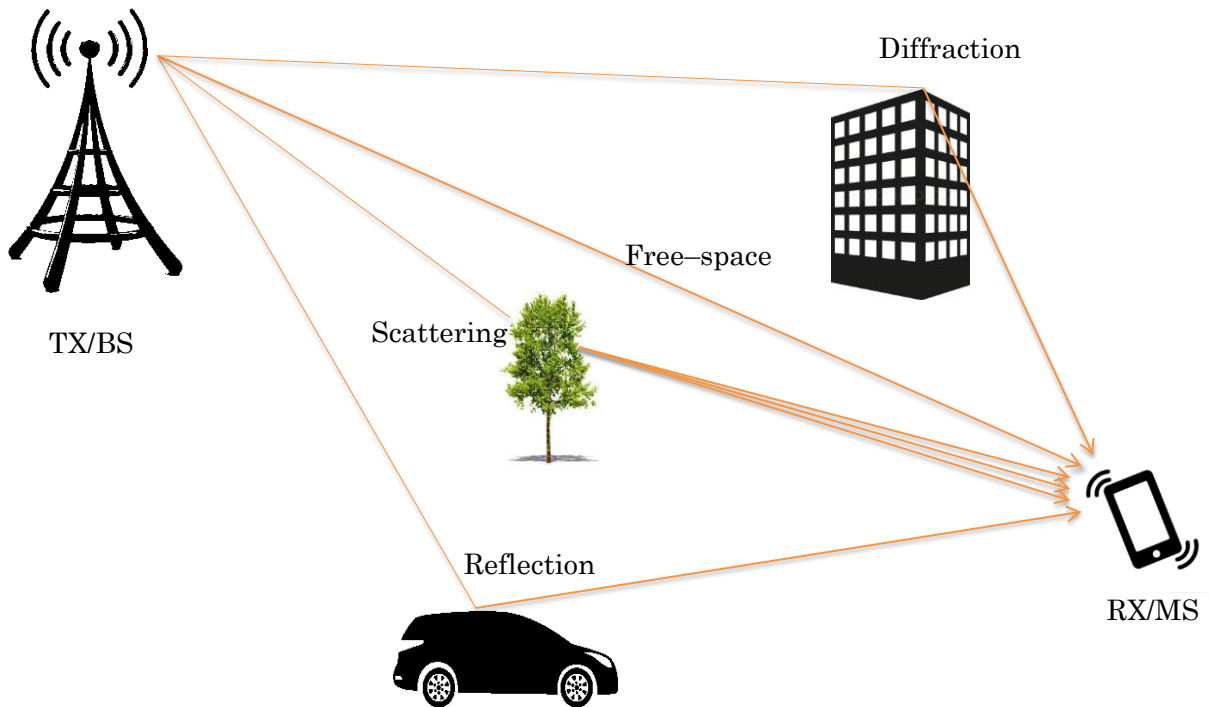 Diffraction
Free–space
TX/BS
Scattering
Reflection
RX/MS